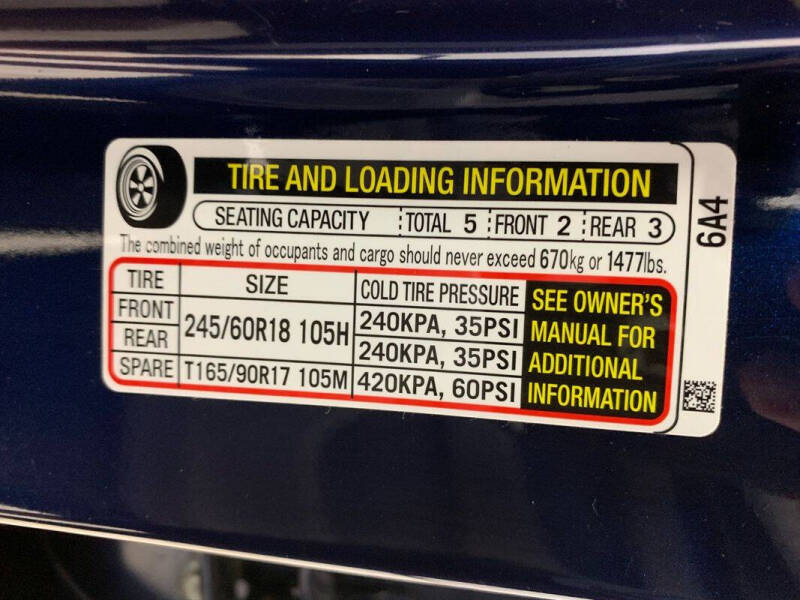 TIRE AND LOADING INFORMATION
SEATING CAPACITY TOTAL 5 FRONT 2 REAR 3
The combined weight of occupants and cargo should never exceed 670kg or 1477lbs.
TIRE SIZE COLD TIRE PRESSURE
FRONT 245/60R18 105H 240KPA, 35PSI
REAR 240KPA, 35PSI
SPARE T165/90R17 105M 420KPA, 60PSI
SEE OWNER'S
MANUAL FOR
ADDITIONAL
INFORMATION
6A4